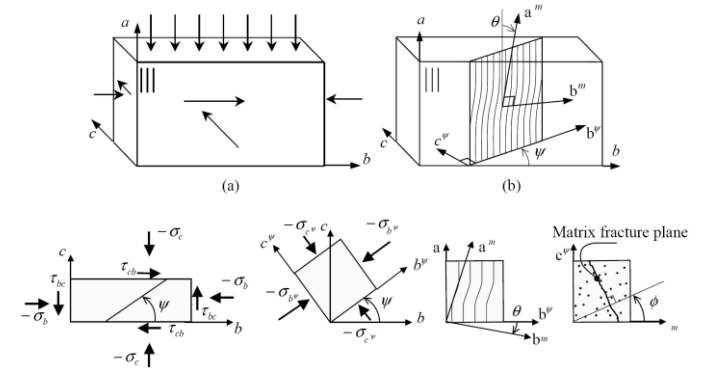 a
c
b
(a)
a
θ
a^m
b^m
b^ψ
c^ψ
ψ
c
b
(b)
c
-σ_c
τ_cb
τ_bc
-σ_b
ψ
-σ_b
τ_bc
τ_cb
b
-σ_c
-σ_c^ψ
c
-σ_b^ψ
c^ψ
b^ψ
-σ_b^ψ
ψ
b
-σ_c^ψ
a
a^m
θ
b^ψ
b^m
Matrix fracture plane
c^ψ
ϕ
m